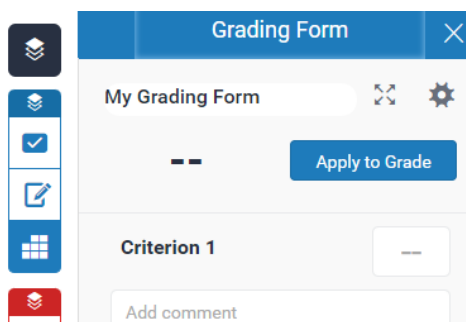 Grading Form
My Grading Form
-- Apply to Grade
Criterion 1 --
Add comment